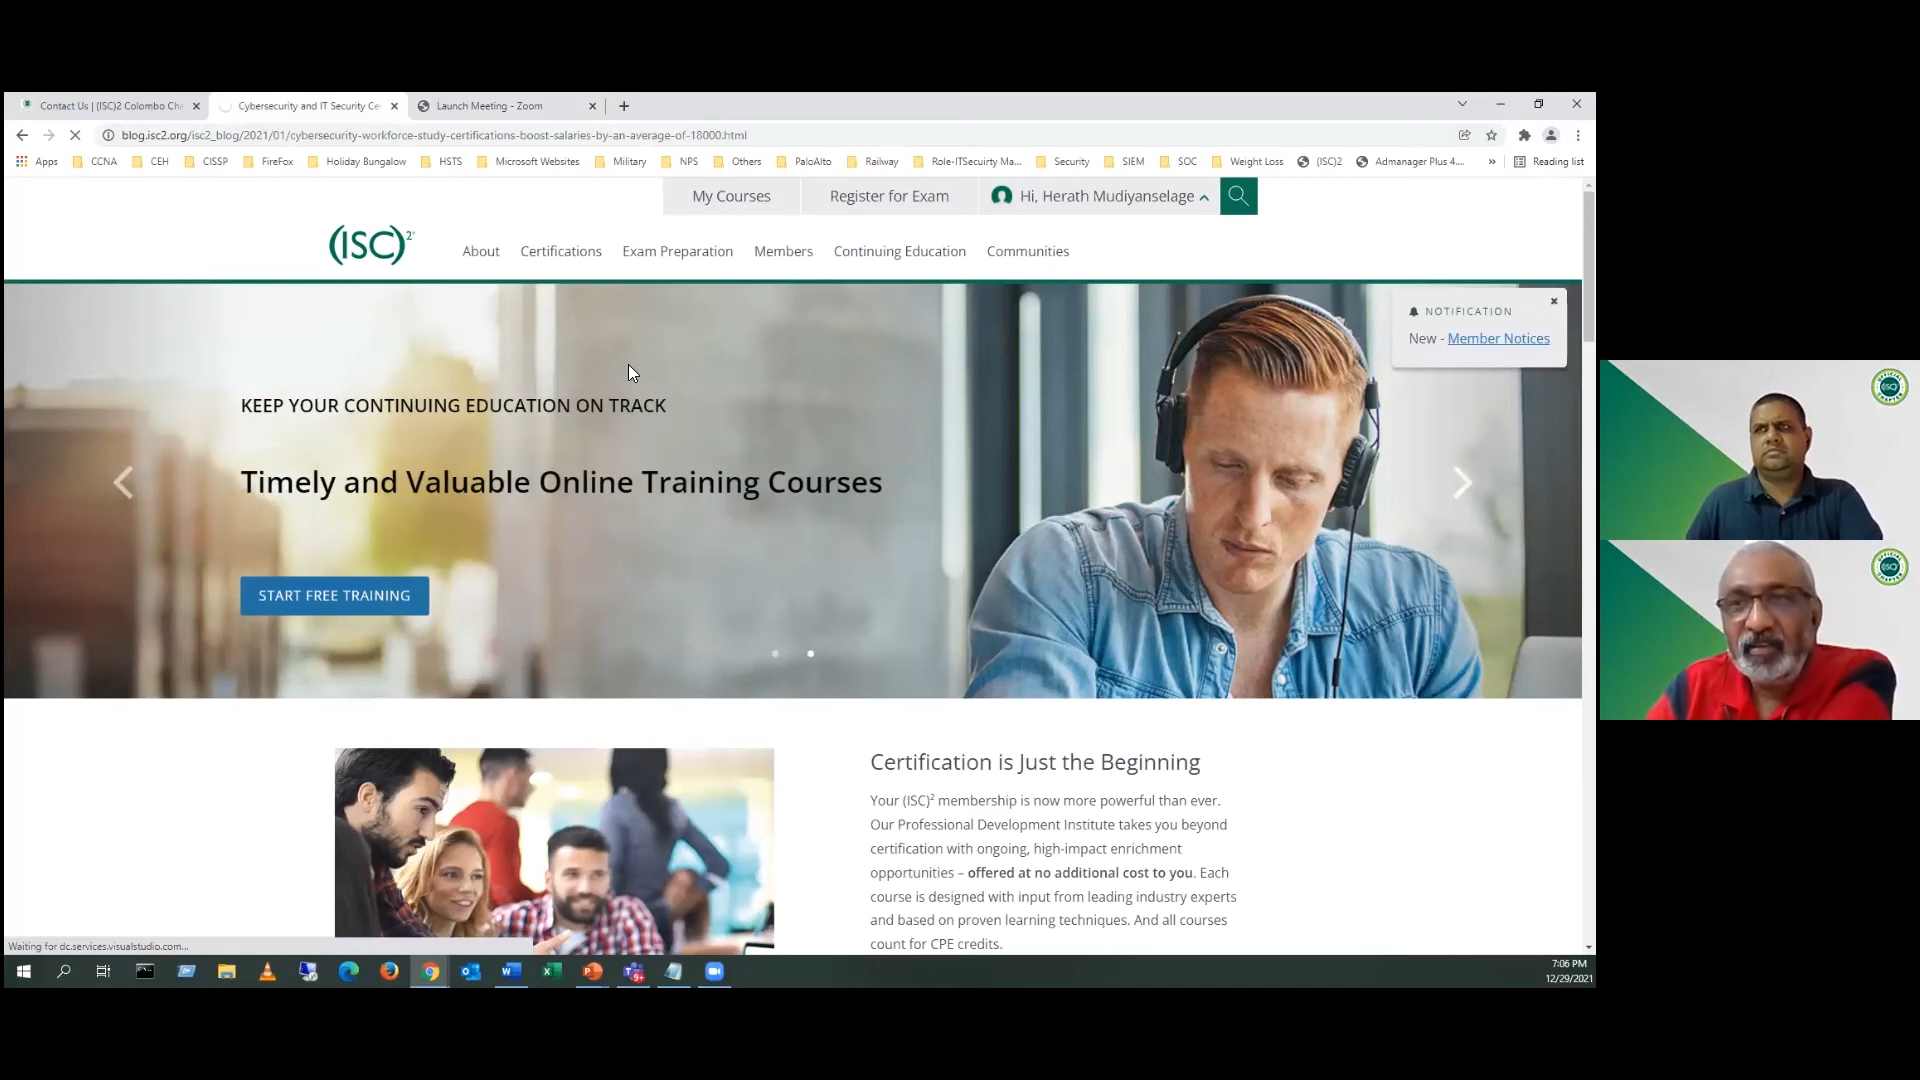 Contact Us | (ISC)2 Colombo Cha
Cybersecurity and IT Security Ce
Launch Meeting - Zoom
blog.isc2.org/isc2_blog/2021/01/cybersecurity-workforce-study-certifications-boost-salaries-by-an-average-of-18000.html
Apps CCNA CEH CISSP FireFox Holiday Bungalow HSTS Microsoft Websites Military NPS Others PaloAlto Railway Role-ITSecuirty Ma... Security SIEM SOC Weight Loss (ISC)2 Admanager Plus 4.... » Reading list
My Courses Register for Exam Hi, Herath Mudiyanselage
(ISC)²
About Certifications Exam Preparation Members Continuing Education Communities
NOTIFICATION
New - Member Notices
KEEP YOUR CONTINUING EDUCATION ON TRACK
Timely and Valuable Online Training Courses
START FREE TRAINING
Certification is Just the Beginning
Your (ISC)² membership is now more powerful than ever.
Our Professional Development Institute takes you beyond
certification with ongoing, high-impact enrichment
opportunities – offered at no additional cost to you. Each
course is designed with input from leading industry experts
and based on proven learning techniques. And all courses
count for CPE credits.
Waiting for dc.services.visualstudio.com...
7:06 PM
12/29/2021